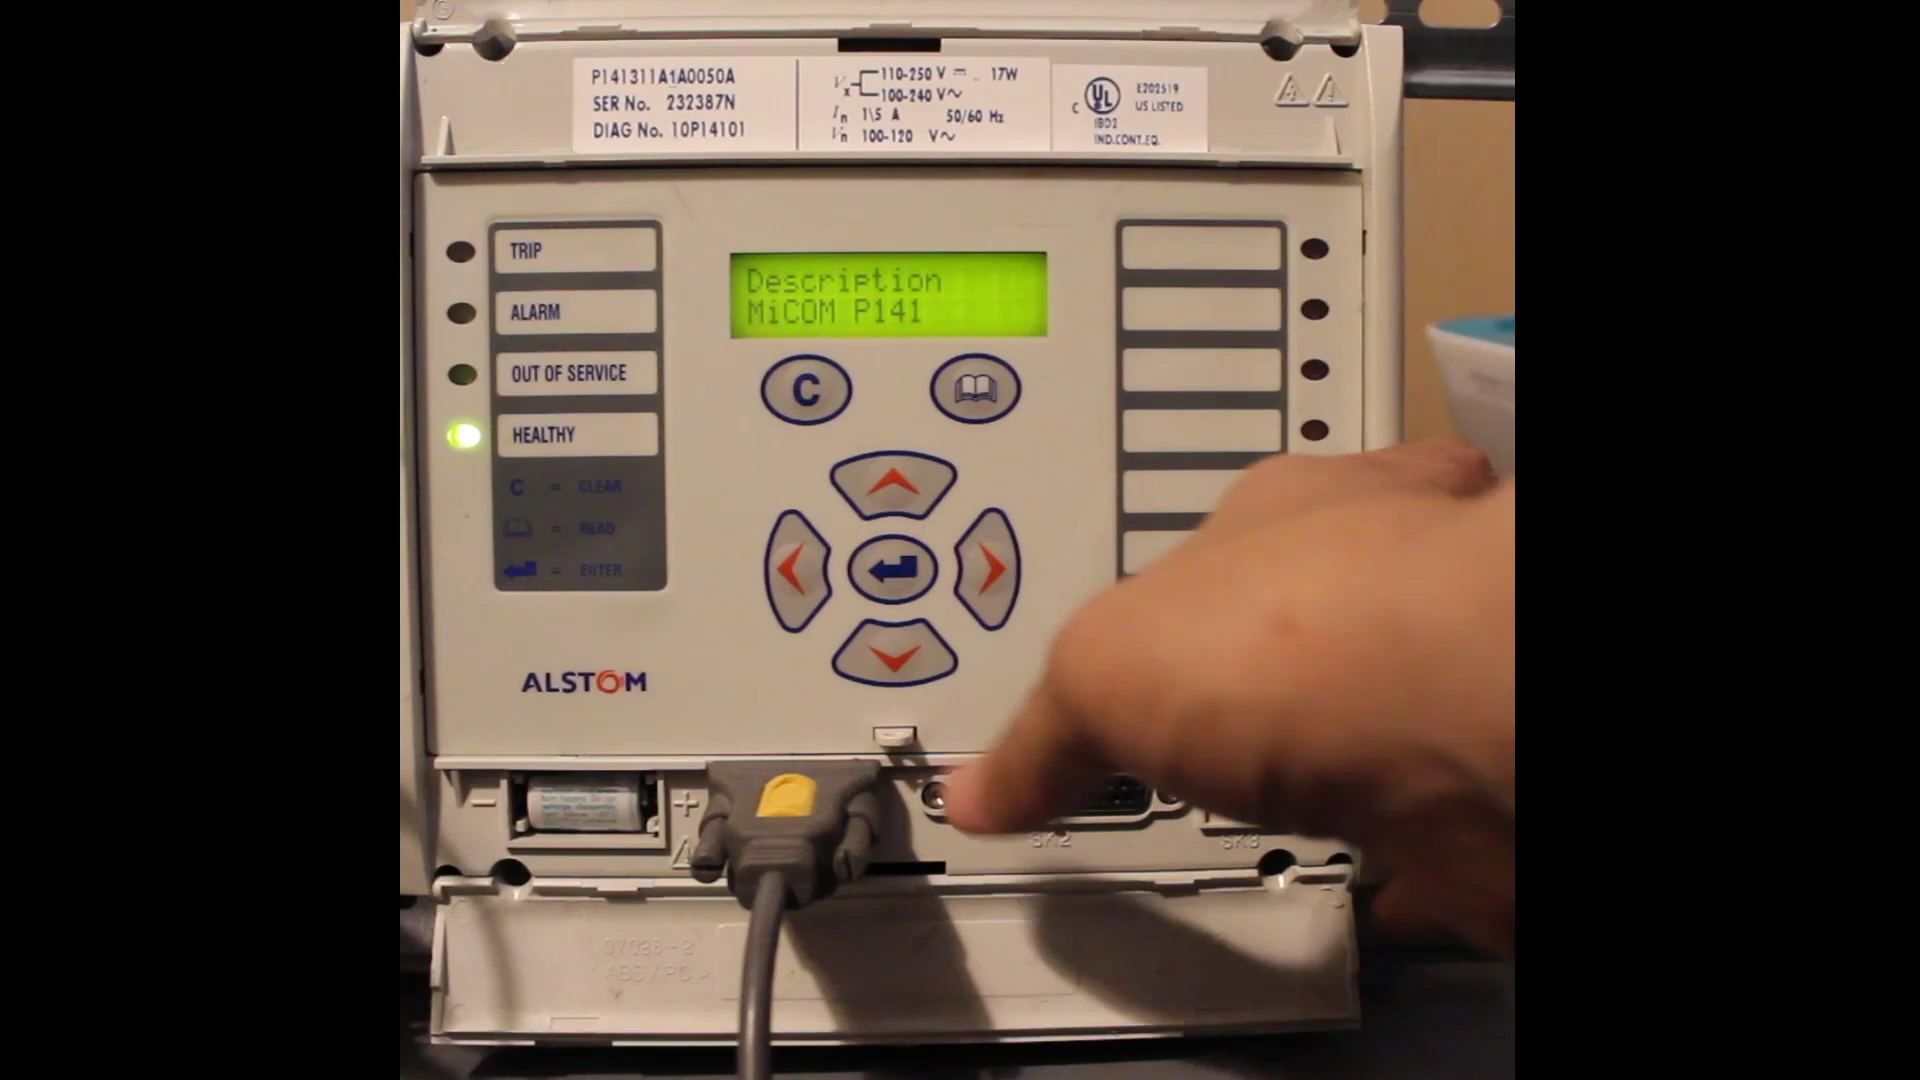 P141311A1A0050A
SER No. 232387N
DIAG No. 10P14101
Vx 110-250 V 17W
100-240 V~
In 1\5 A 50/60 Hz
Vn 100-120 V~
C UL E202519
US LISTED
IBD2
IND.CONT.EQ.
TRIP
ALARM
OUT OF SERVICE
HEALTHY
C = CLEAR
= READ
= ENTER
Description
MiCOM P141
C
ALSTOM
− +
SK2
SK3